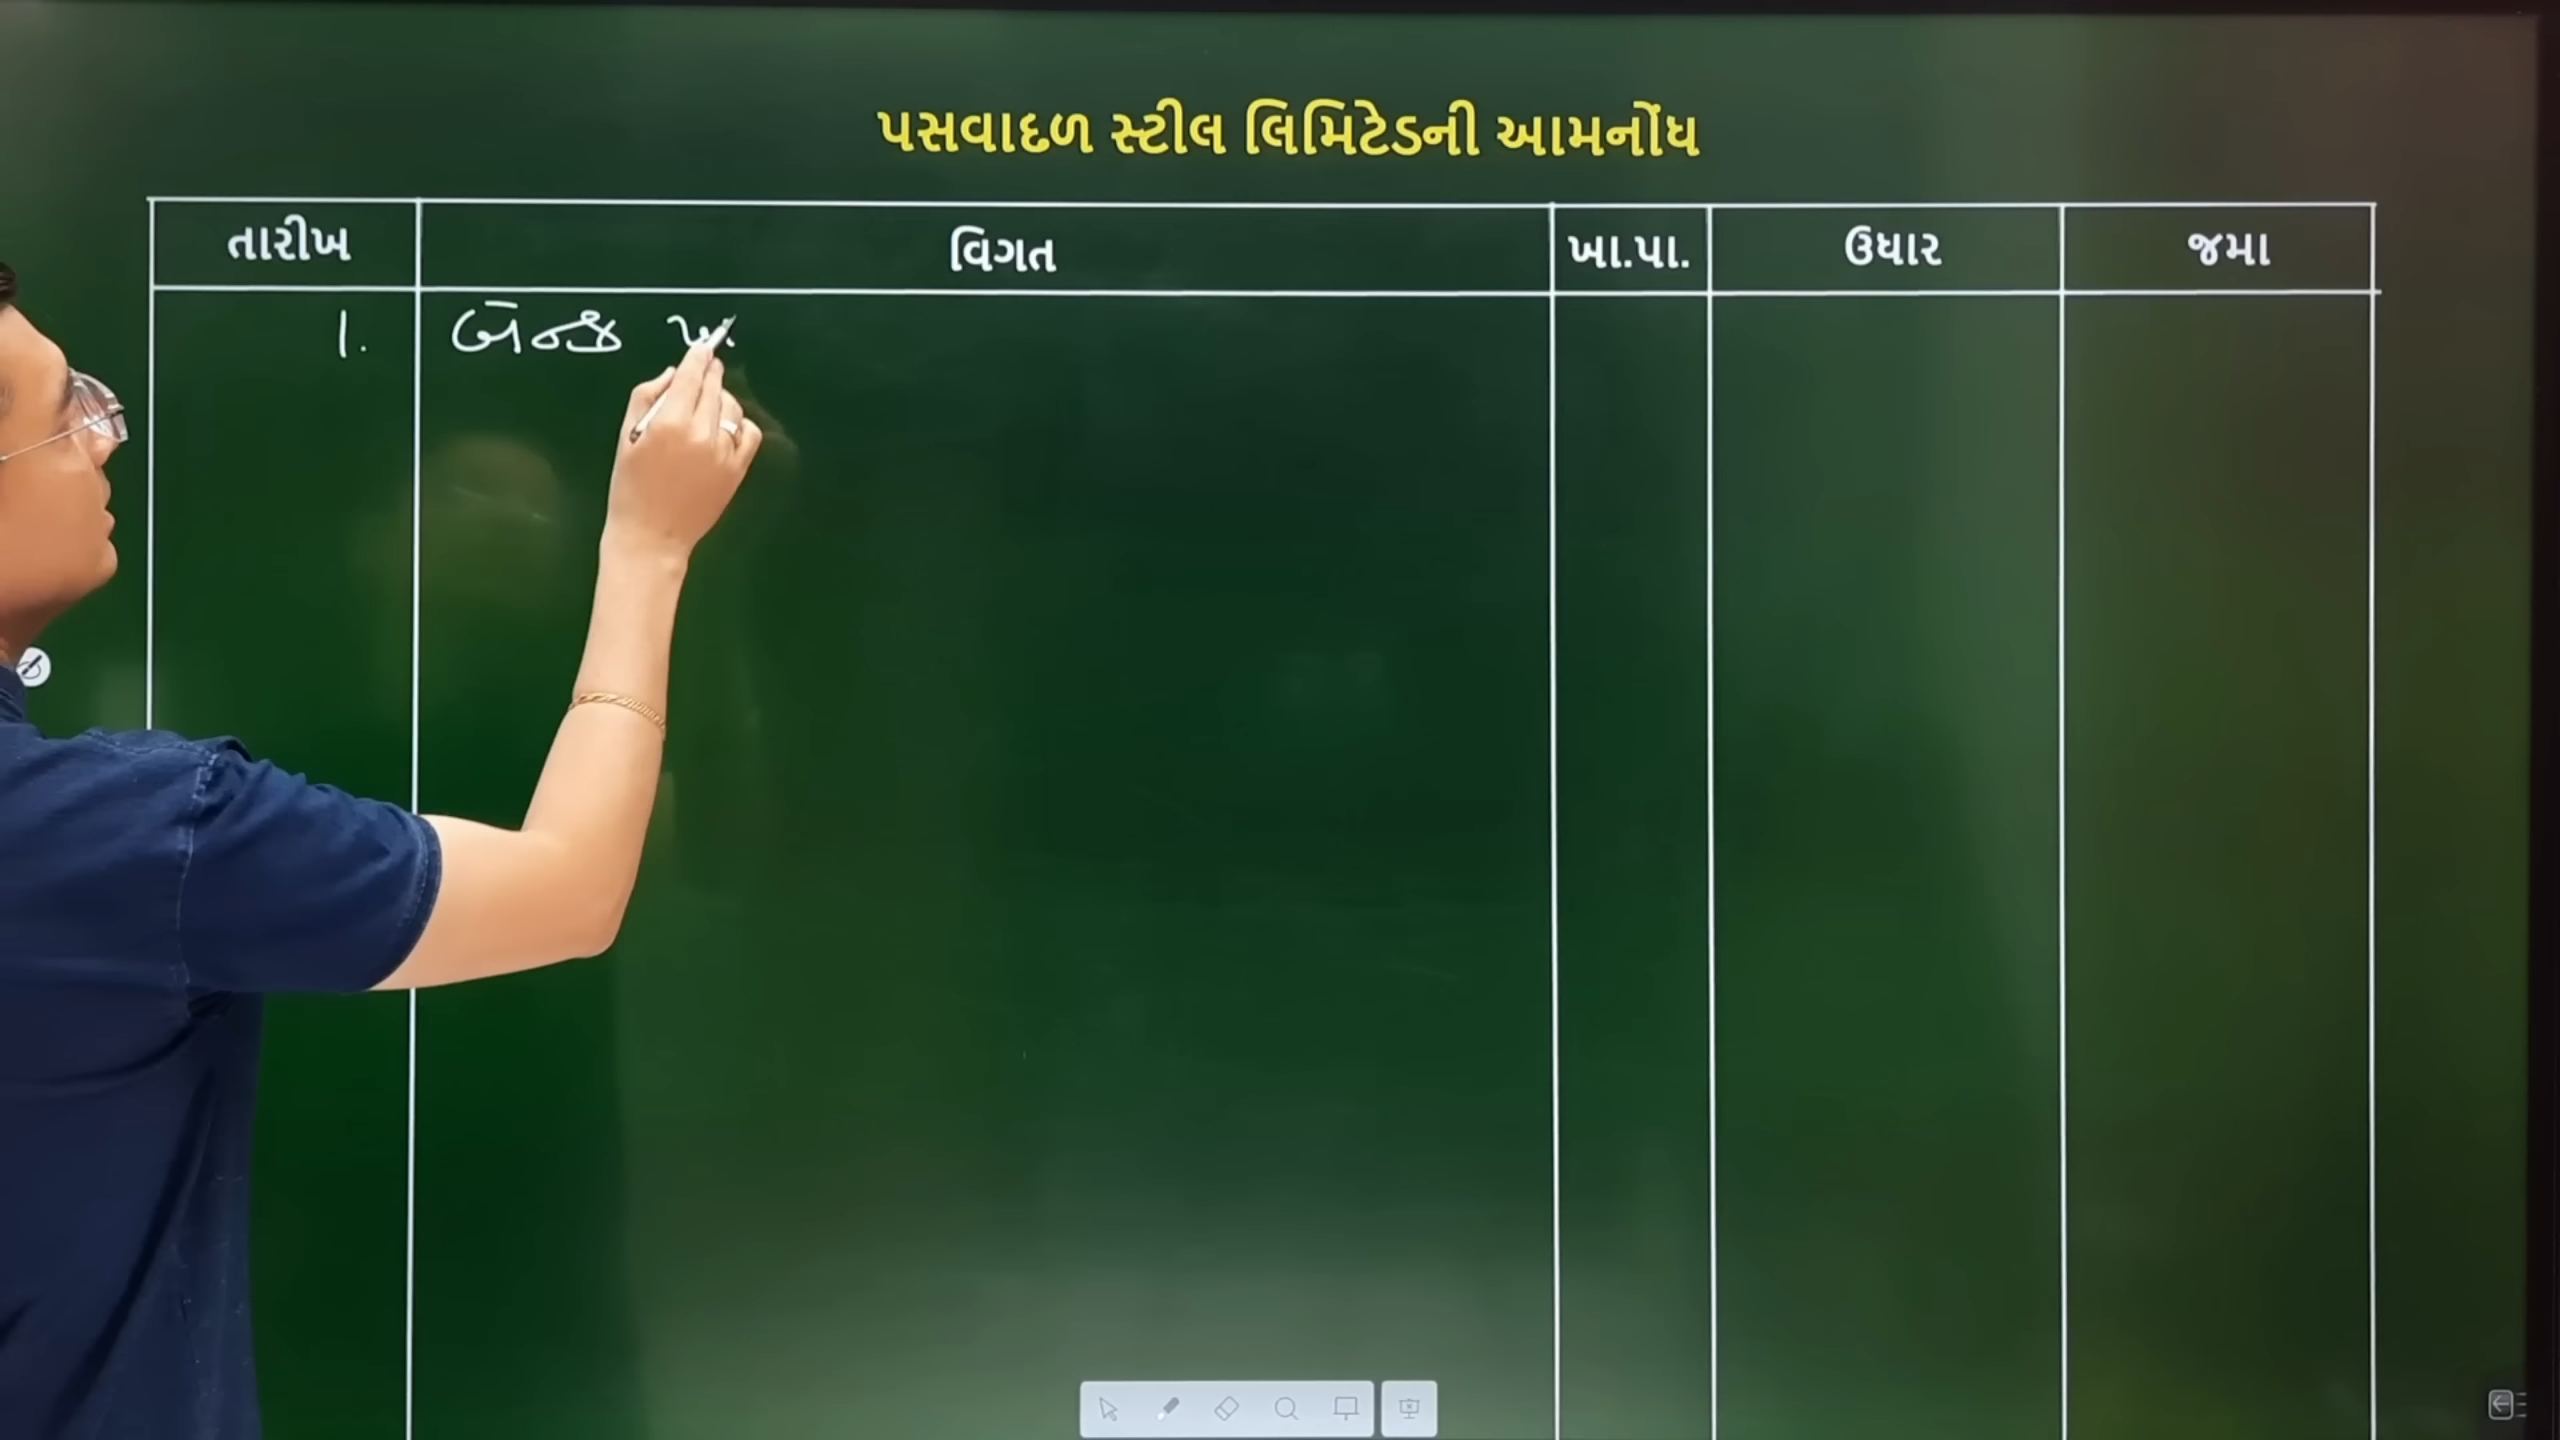 પસવાદળ સ્ટીલ લિમિટેડની આમનોંધ
તારીખ વિગત ખા.પા. ઉધાર જમા
1. બૅન્ક ખા